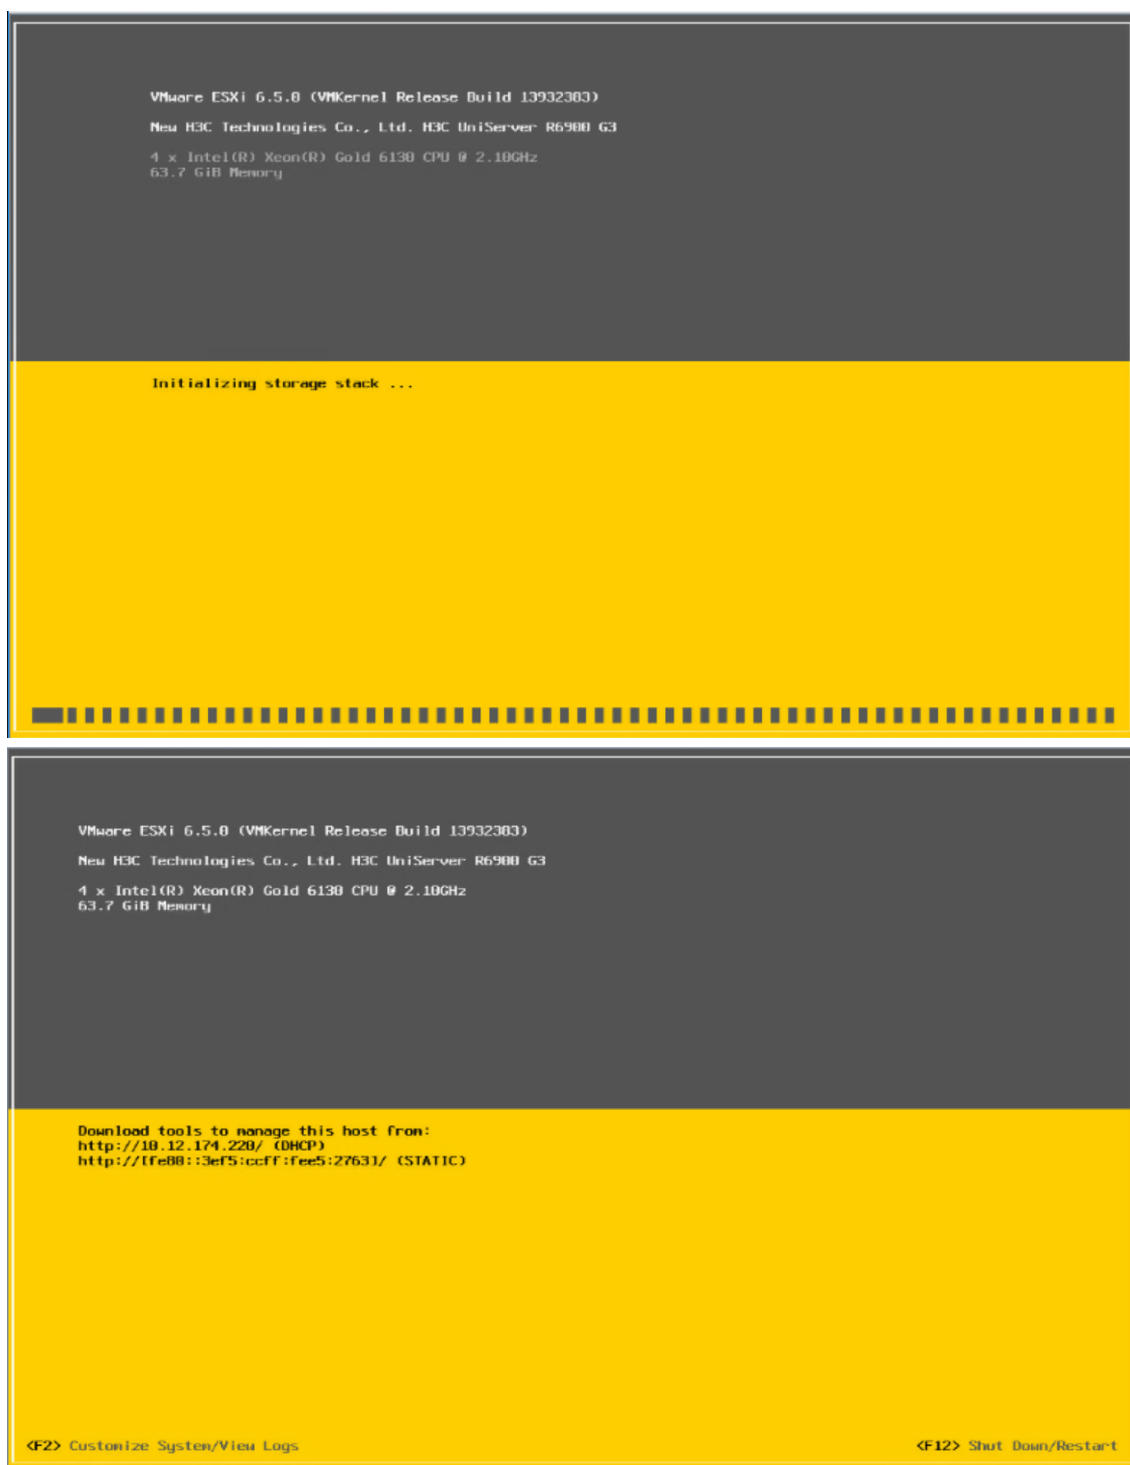 VMware ESXi 6.5.0 (VMKernel Release Build 13932383)
New H3C Technologies Co., Ltd. H3C UniServer R6900 G3
4 x Intel(R) Xeon(R) Gold 6130 CPU @ 2.10GHz
63.7 GiB Memory
Initializing storage stack ...
VMware ESXi 6.5.0 (VMKernel Release Build 13932383)
New H3C Technologies Co., Ltd. H3C UniServer R6900 G3
4 x Intel(R) Xeon(R) Gold 6130 CPU @ 2.10GHz
63.7 GiB Memory
Download tools to manage this host from:
http://10.12.174.220/ (DHCP)
http://[fe80::3ef5:ccff:fee5:2763]/ (STATIC)
<F2> Customize System/View Logs
<F12> Shut Down/Restart